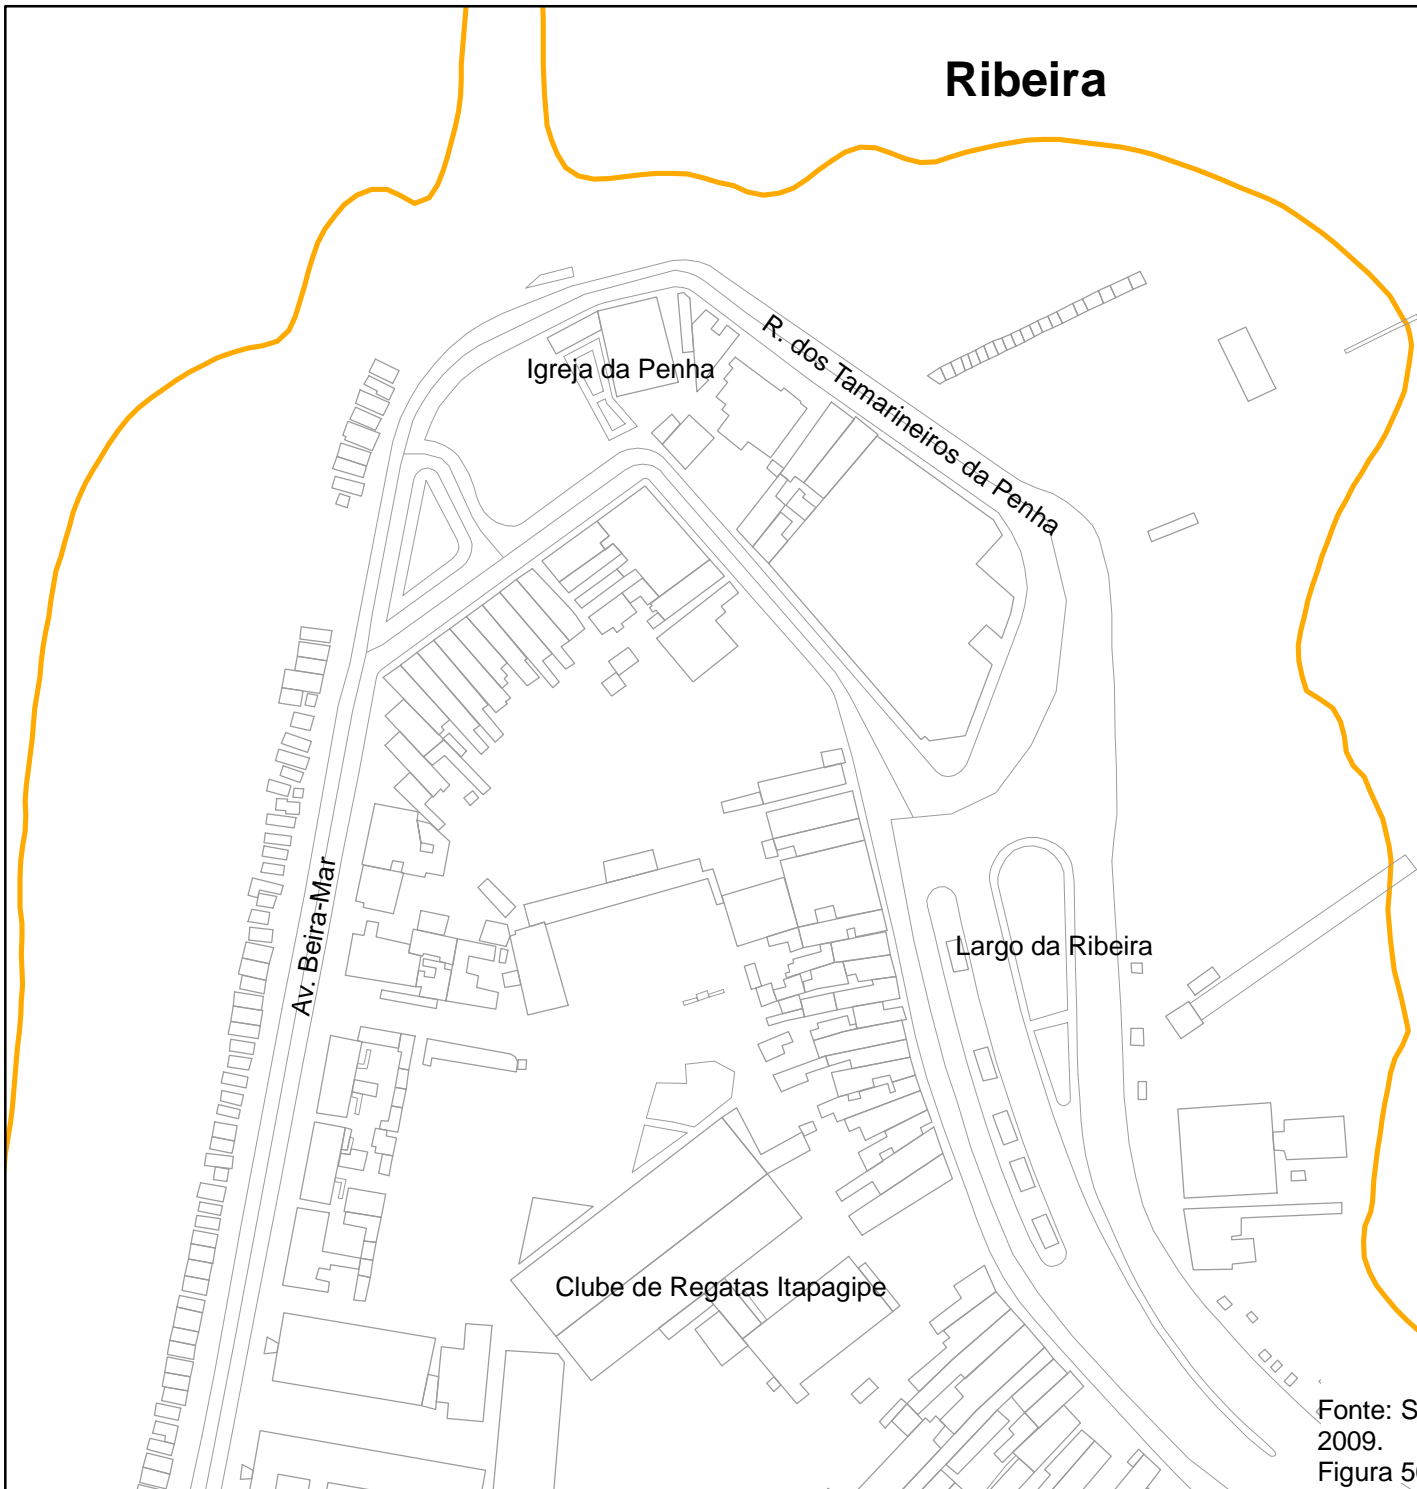 Ribeira
R. dos Tamarineiros da Penha
Igreja da Penha
Av. Beira-Mar
Largo da Ribeira
Clube de Regatas Itapagipe
Fonte:
2009.
Figura